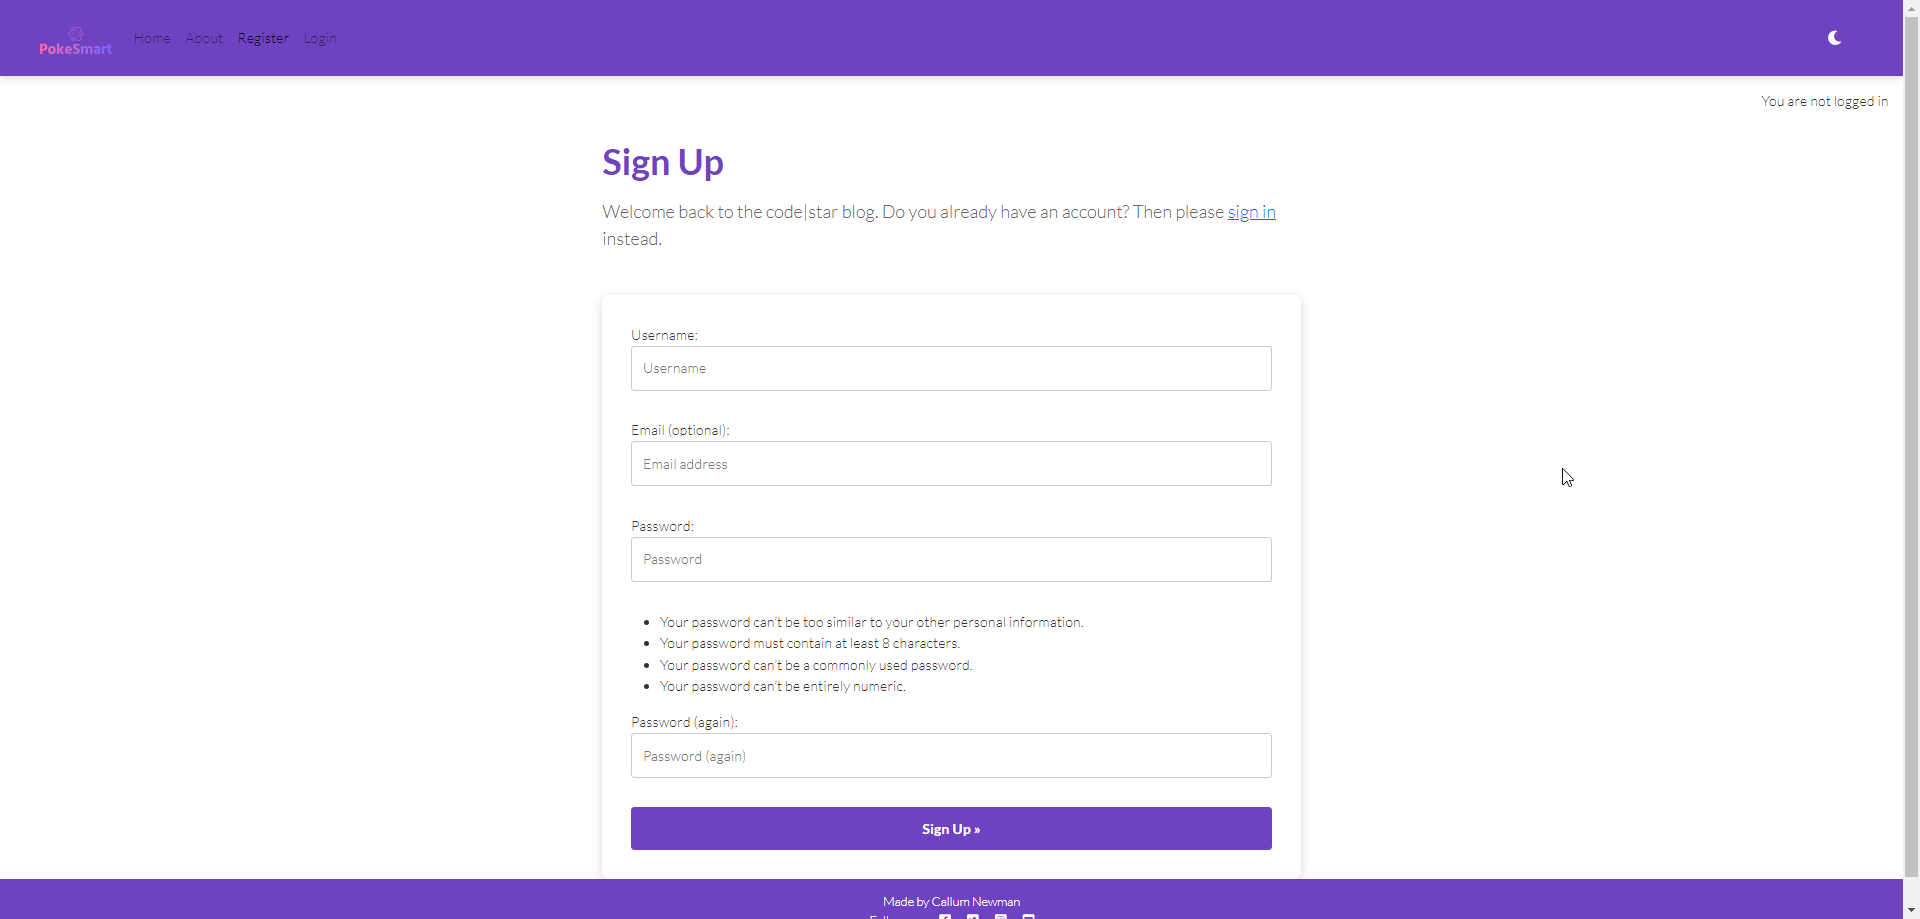 PokeSmart
Home About Register Login
You are not logged in
Sign Up
Welcome back to the code|star blog. Do you already have an account? Then please sign in
instead.
Username:
Username
Email (optional):
Email address
Password:
Password
Your password can't be too similar to your other personal information.
Your password must contain at least 8 characters.
Your password can't be a commonly used password.
Your password can't be entirely numeric.
Password (again):
Password (again)
Sign Up »
Made by Callum Newman